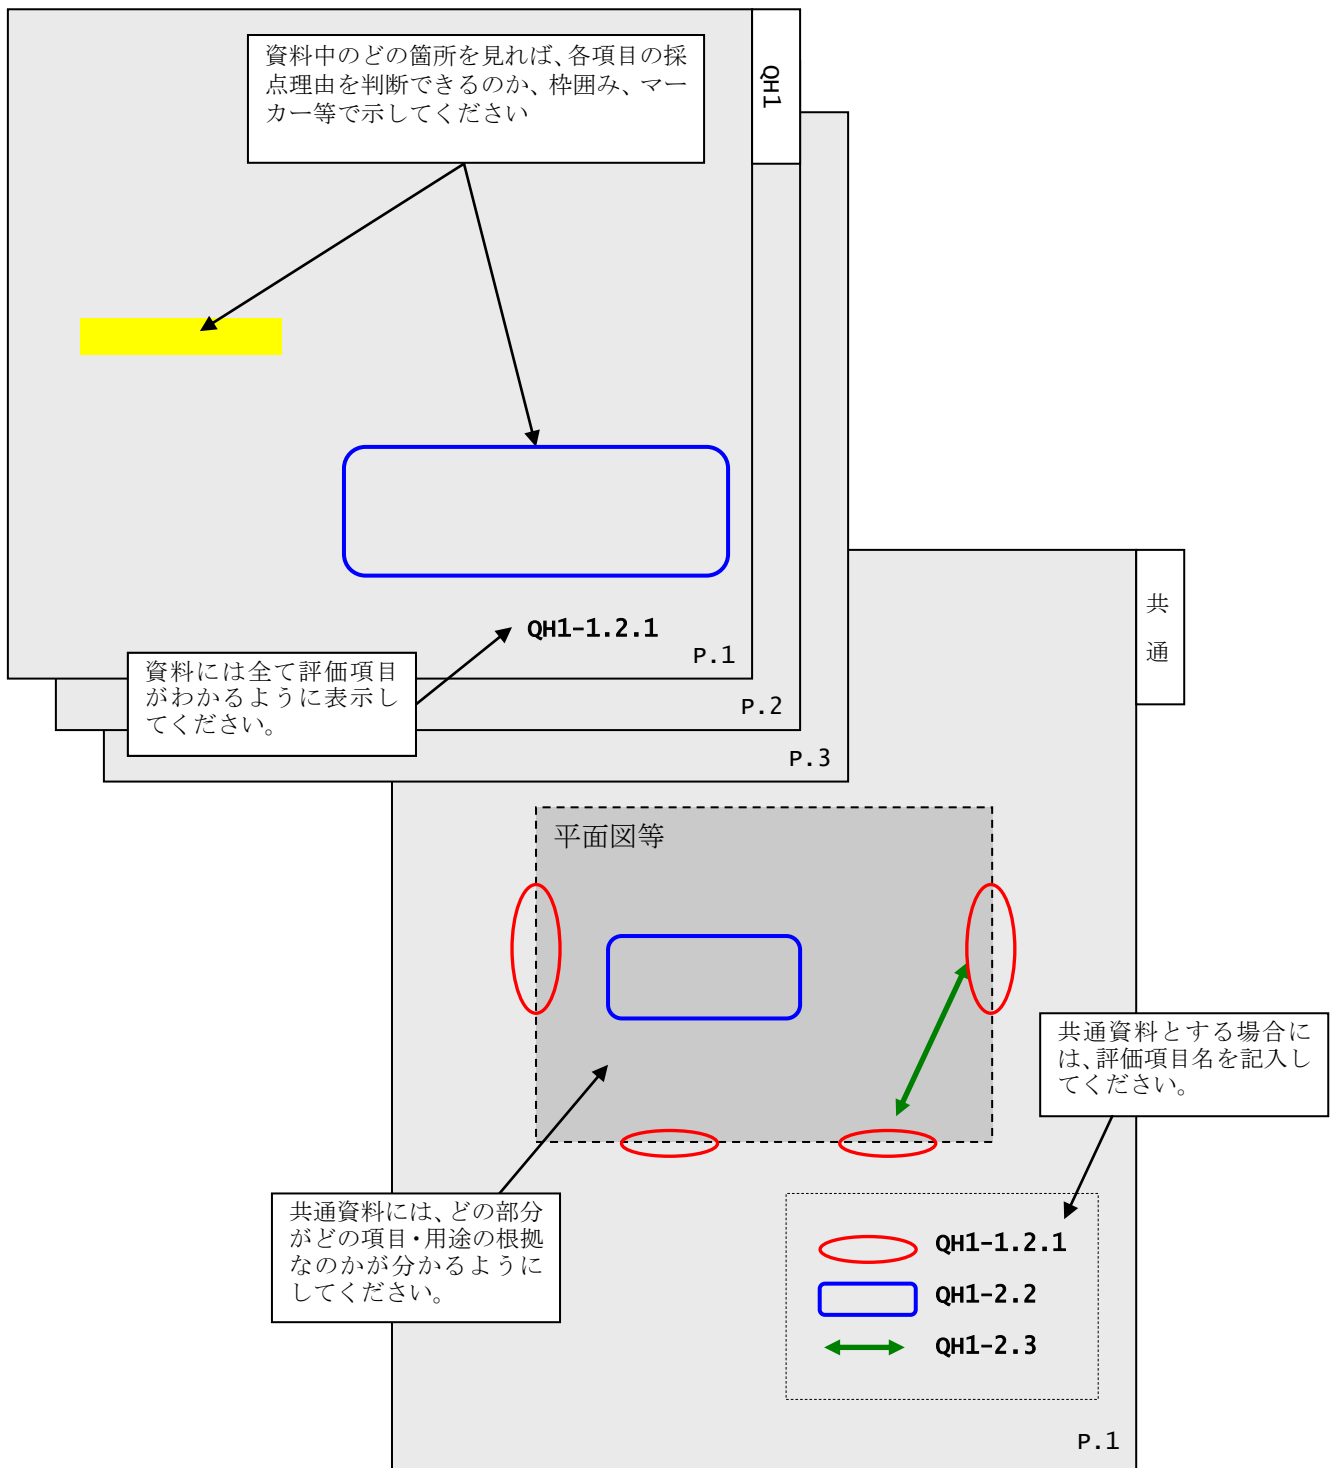 資料中のどの箇所を見れば、各項目の採
点理由を判断できるのか、枠囲み、マー
カー等で示してください
QH1
QH1-1.2.1
P.1
資料には全て評価項目
がわかるように表示し
てください。
P.2
P.3
共
通
平面図等
共通資料とする場合に
は、評価項目名を記入し
てください。
共通資料には、どの部分
がどの項目・用途の根拠
なのかが分かるように
してください。
QH1-1.2.1
QH1-2.2
QH1-2.3
P.1